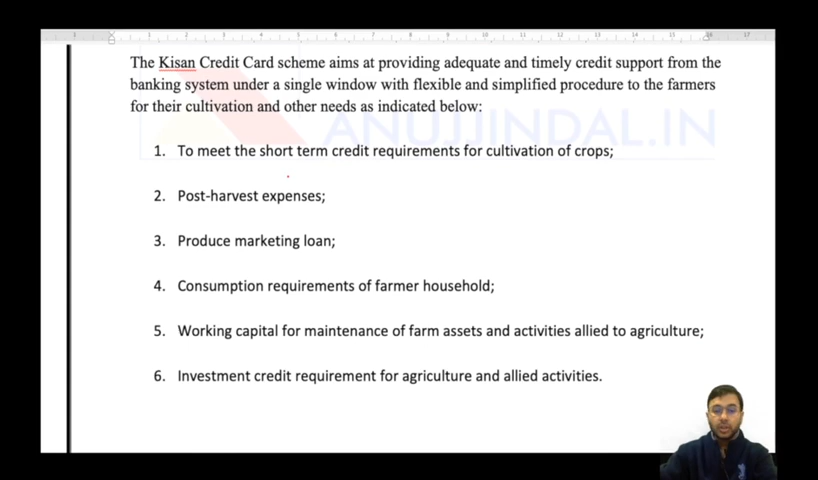 The Kisan Credit Card scheme aims at providing adequate and timely credit support from the
banking system under a single window with flexible and simplified procedure to the farmers
for their cultivation and other needs as indicated below:
ANUJJINDAL.IN
1. To meet the short term credit requirements for cultivation of crops;
2. Post-harvest expenses;
3. Produce marketing loan;
4. Consumption requirements of farmer household;
5. Working capital for maintenance of farm assets and activities allied to agriculture;
6. Investment credit requirement for agriculture and allied activities.